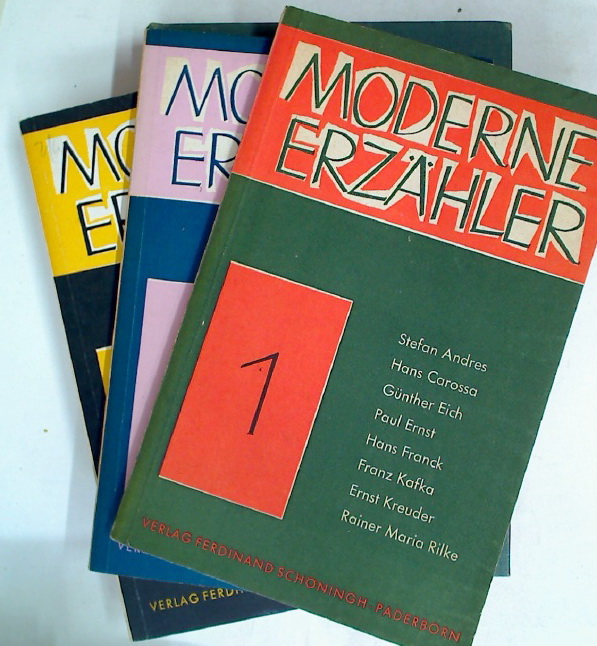 MODERNE
ERZÄHLER
1
Stefan Andres
Hans Carossa
Günther Eich
Paul Ernst
Hans Franck
Franz Kafka
Ernst Kreuder
Rainer Maria Rilke
VERLAG FERDINAND SCHÖNINGH · PADERBORN
MO
ER
MO
ER
VERLAG